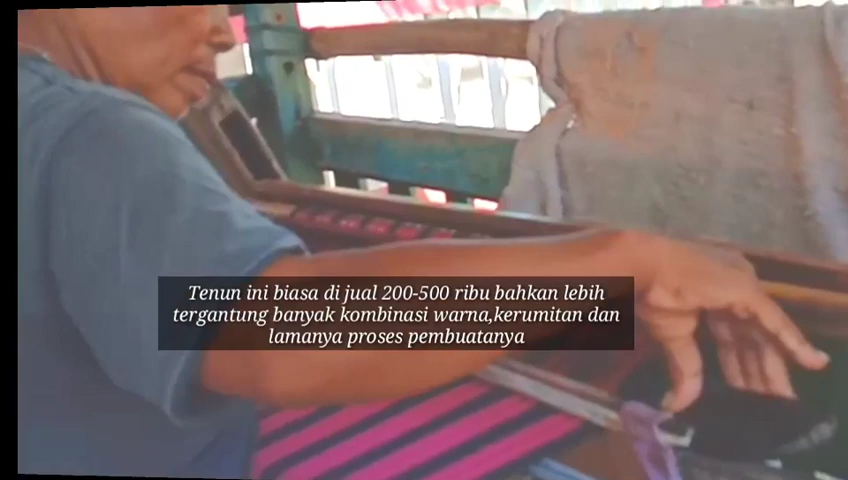 Tenun ini biasa di jual 200-500 ribu bahkan lebih
tergantung banyak kombinasi warna,kerumitan dan
lamanya proses pembuatanya